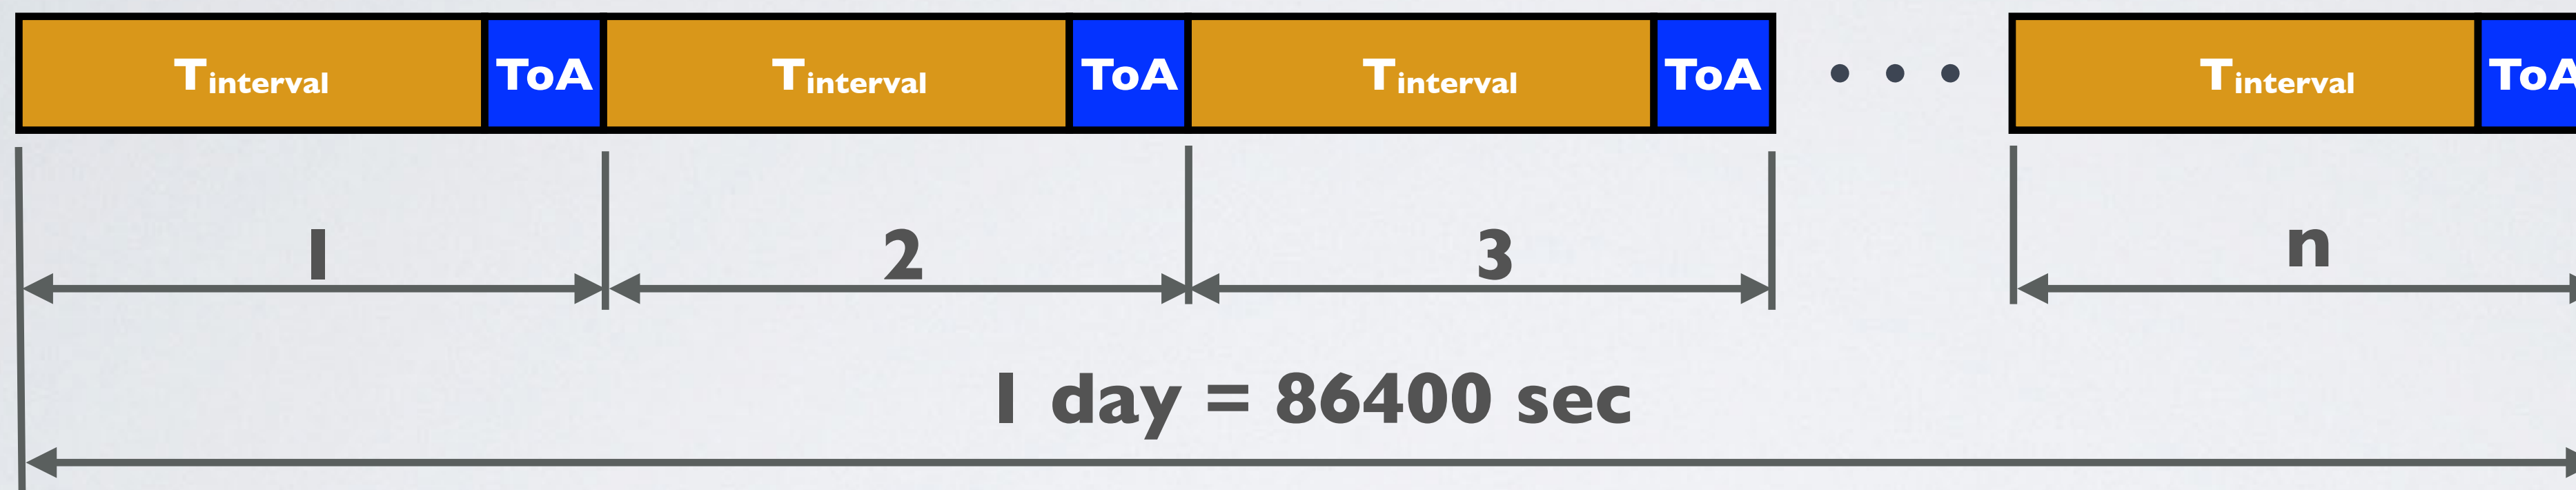 Tinterval ToA Tinterval ToA Tinterval ToA • • • Tinterval ToA
1 2 3 n
1 day = 86400 sec